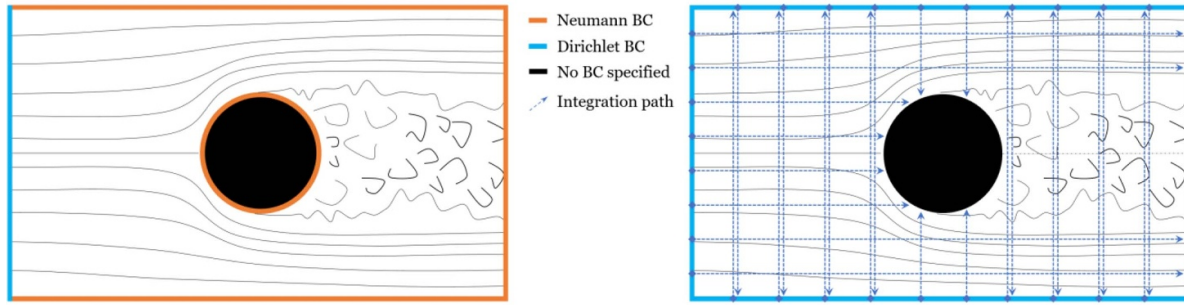 Neumann BC
Dirichlet BC
No BC specified
Integration path